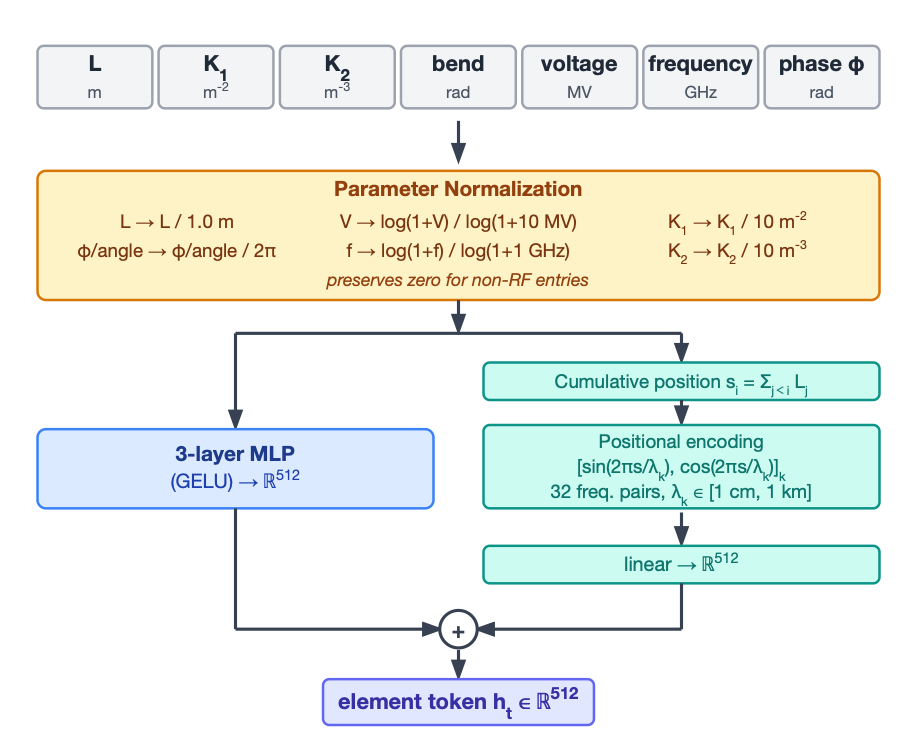 L K₁ K₂ bend voltage frequency phase ϕ
m m⁻² m⁻³ rad MV GHz rad
Parameter Normalization
L → L / 1.0 m V → log(1+V) / log(1+10 MV) K₁ → K₁ / 10 m⁻²
ϕ/angle → ϕ/angle / 2π f → log(1+f) / log(1+1 GHz) K₂ → K₂ / 10 m⁻³
preserves zero for non-RF entries
Cumulative position sᵢ = Σⱼ﹤ᵢ Lⱼ
3-layer MLP
(GELU) → ℝ⁵¹²
Positional encoding
[sin(2πs/λₖ), cos(2πs/λₖ)]ₖ
32 freq. pairs, λₖ ∈ [1 cm, 1 km]
linear → ℝ⁵¹²
+
element token hₜ ∈ ℝ⁵¹²